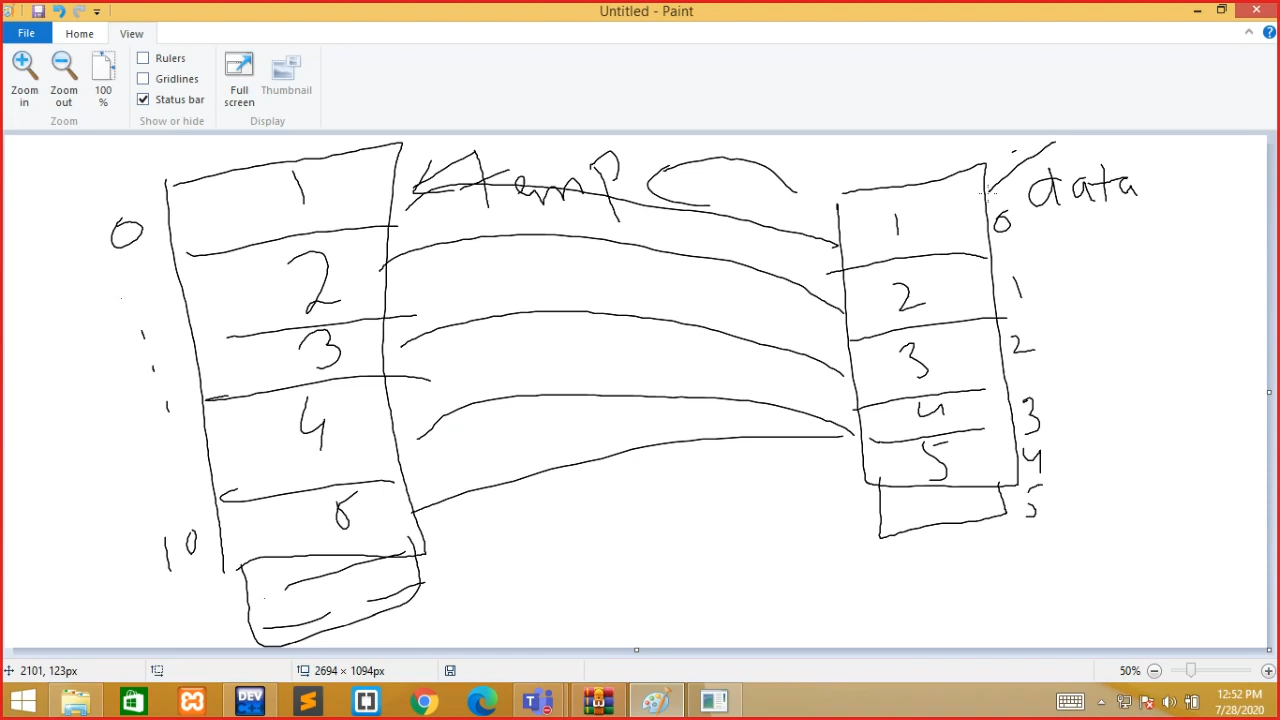 Untitled - Paint
File
Home
View
Zoom in
Zoom out
100 %
Rulers
Gridlines
Status bar
Full screen
Thumbnail
Zoom
Show or hide
Display
temp
data
0
1
2
3
4
10
1
2
3
4
5
0
1
2
3
4
5
2101, 123px
2694 × 1094px
50%
DEV
12:52 PM
7/28/2020